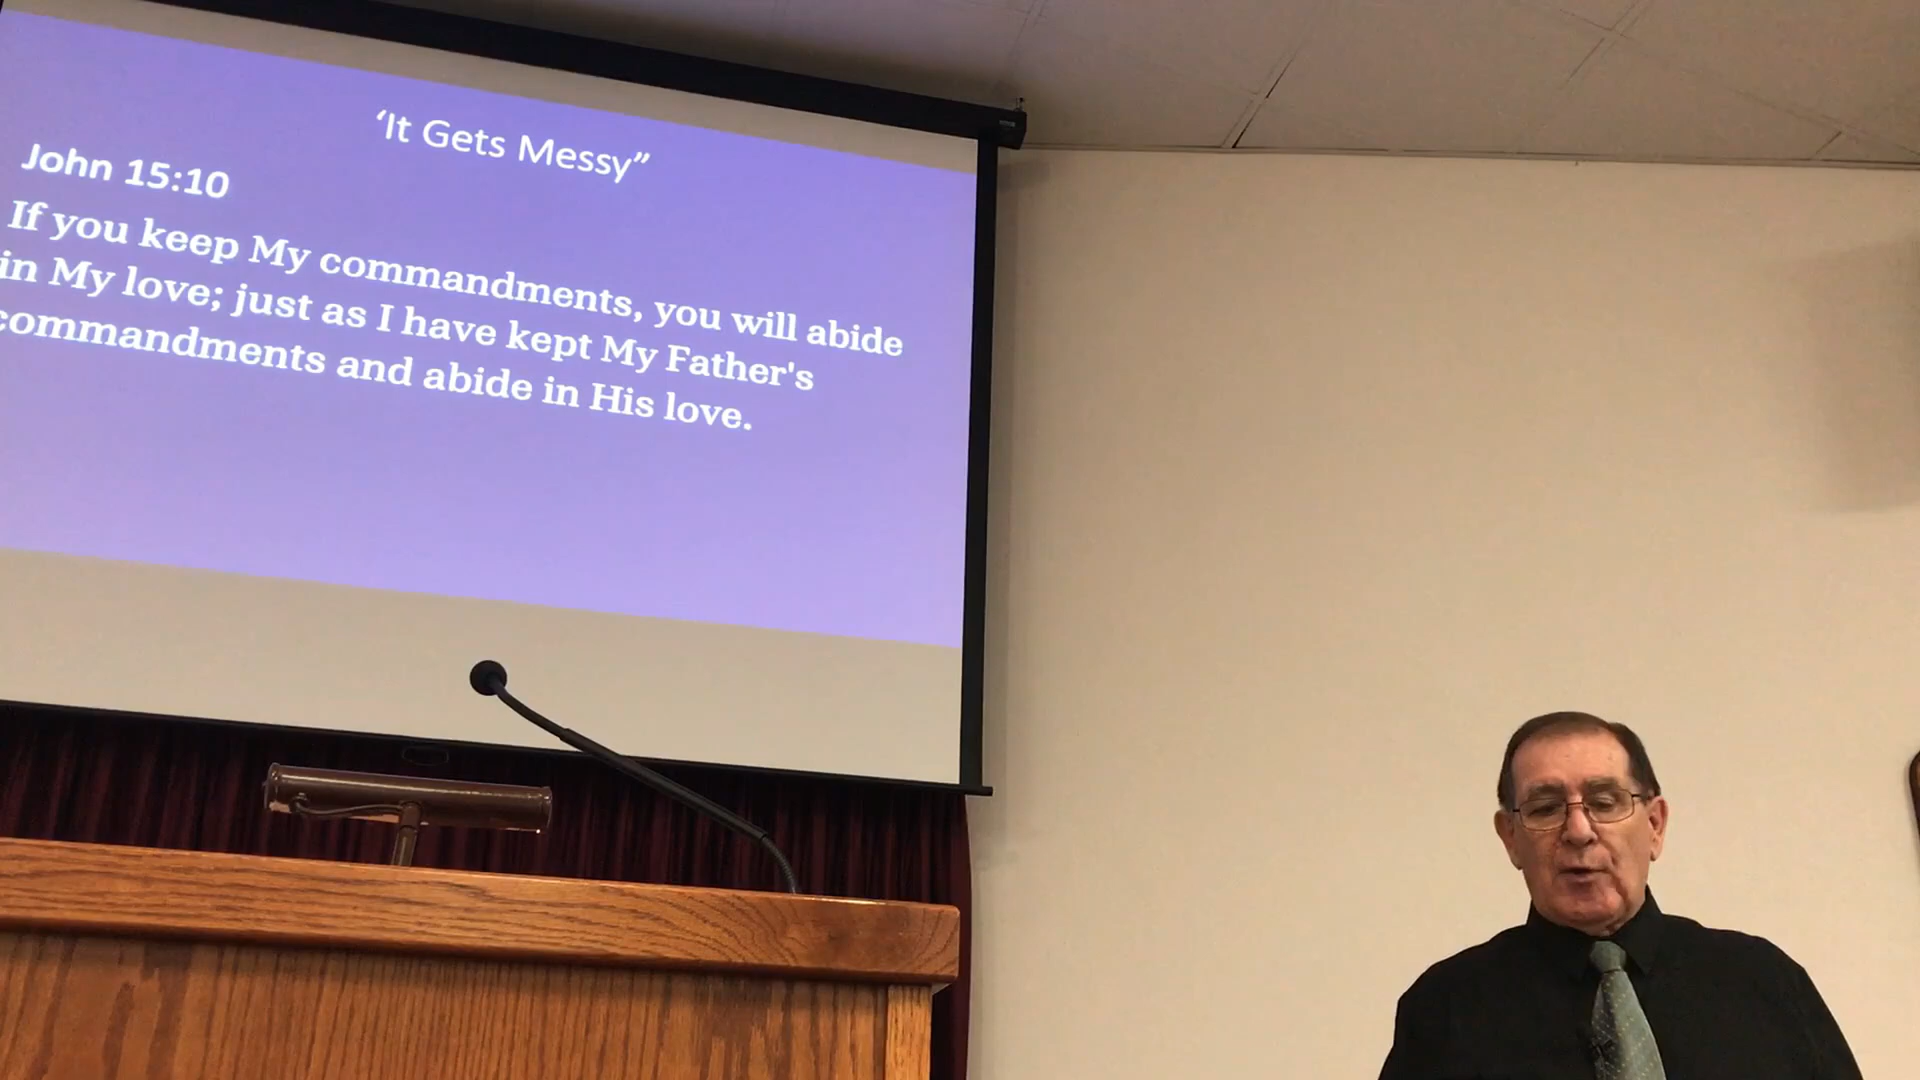 ‘It Gets Messy”
John 15:10
If you keep My commandments, you will abide
in My love; just as I have kept My Father's
commandments and abide in His love.